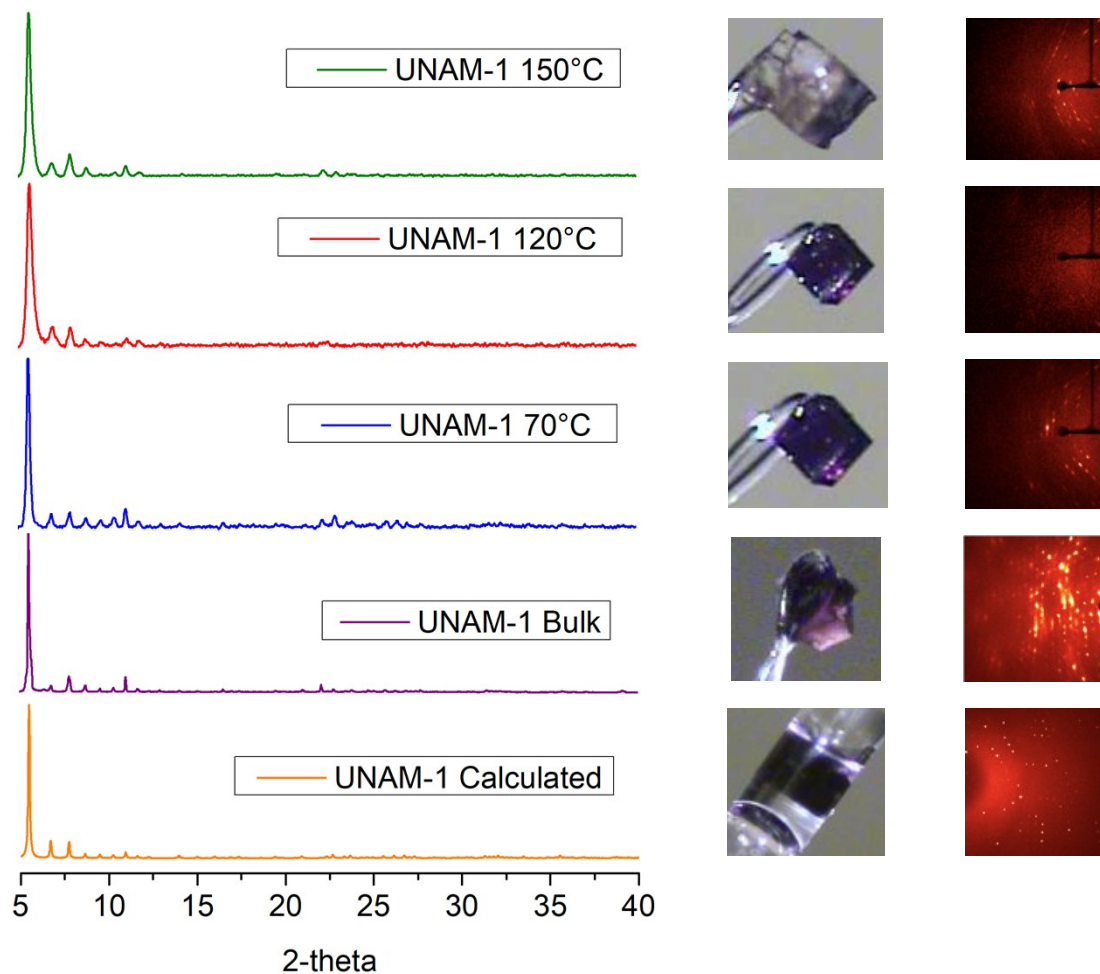 UNAM-1 150°C
UNAM-1 120°C
UNAM-1 70°C
UNAM-1 Bulk
UNAM-1 Calculated
5 10 15 20 25 30 35 40
2-theta